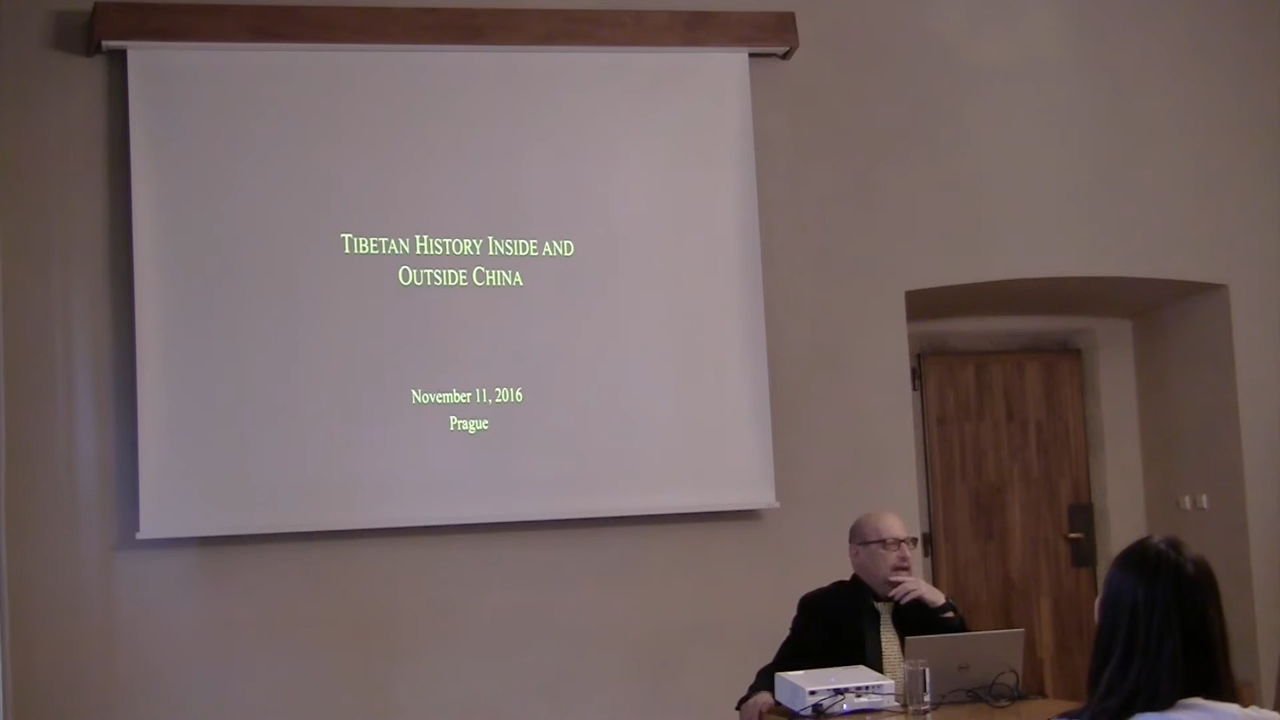 TIBETAN HISTORY INSIDE AND
OUTSIDE CHINA
November 11, 2016
Prague